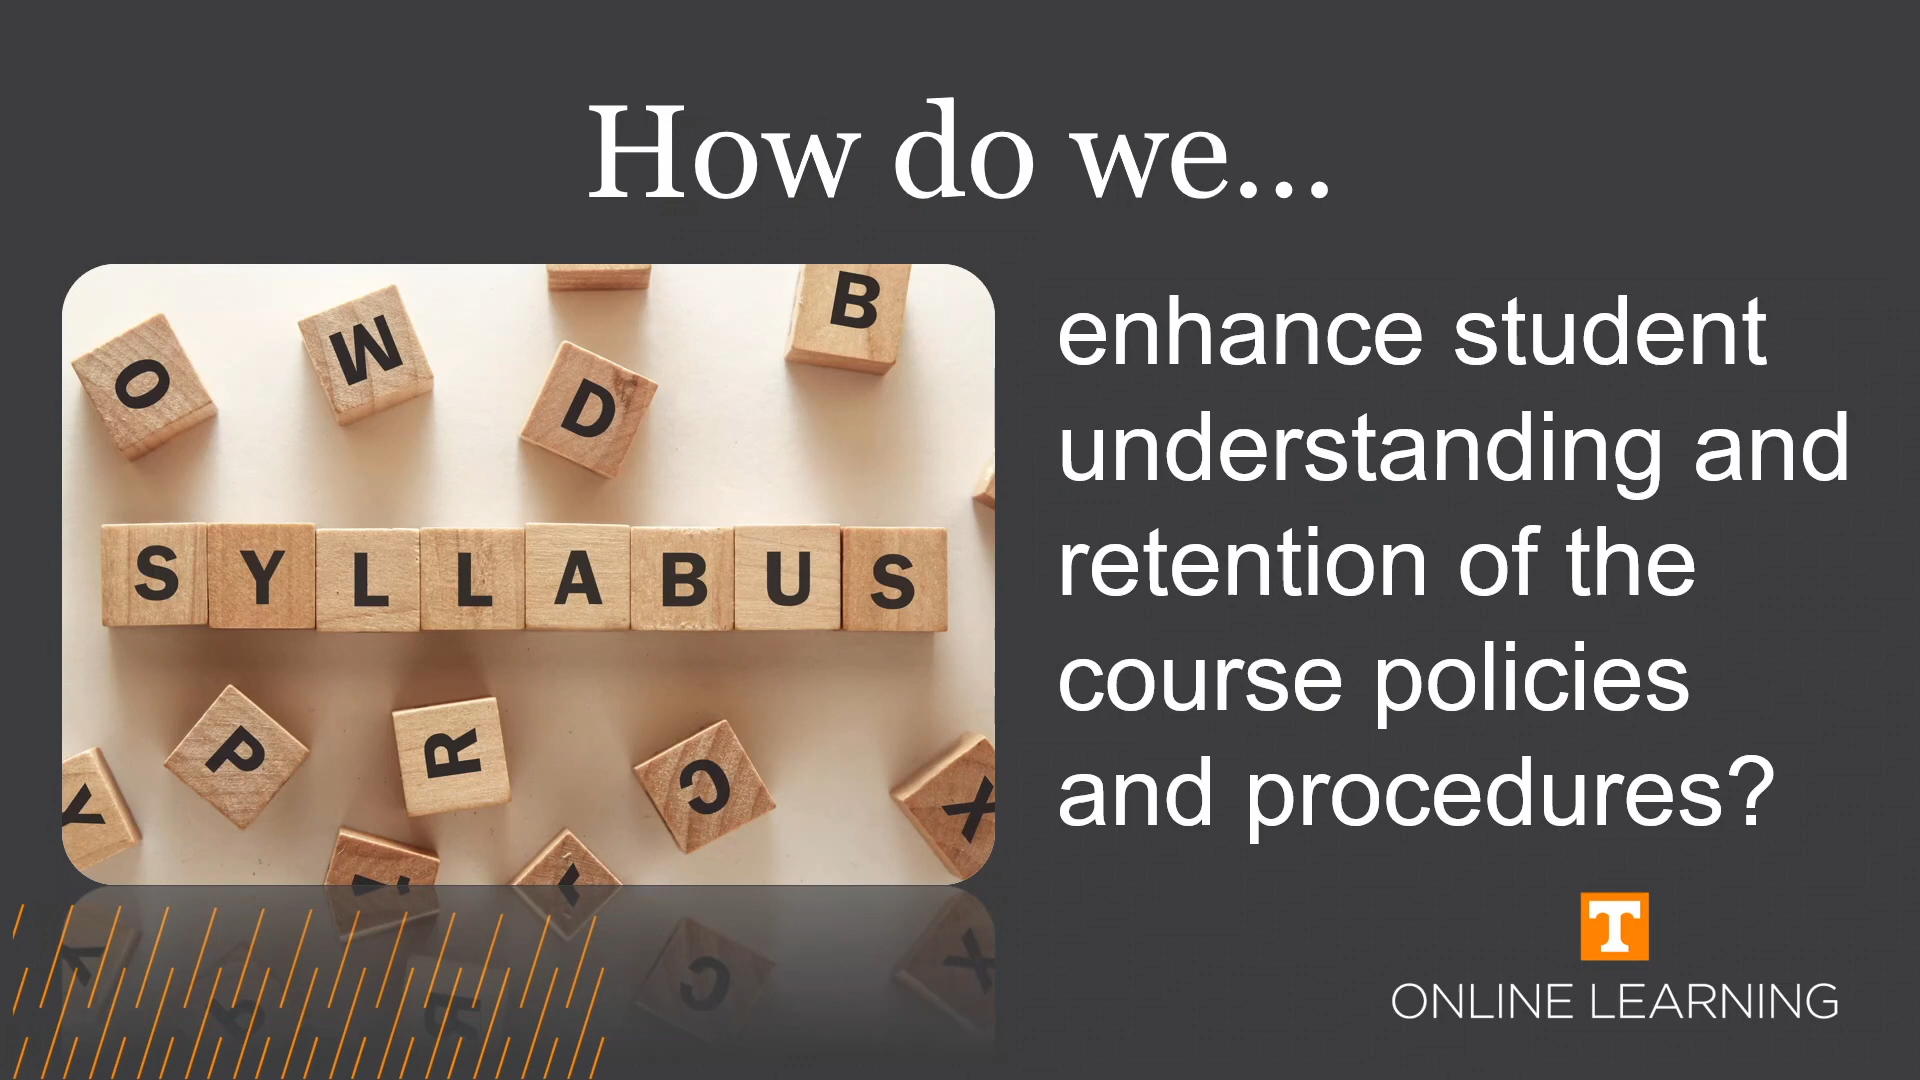 How do we...
O M D B
SYLLABUS
Y P R C X
enhance student
understanding and
retention of the
course policies
and procedures?
T
ONLINE LEARNING